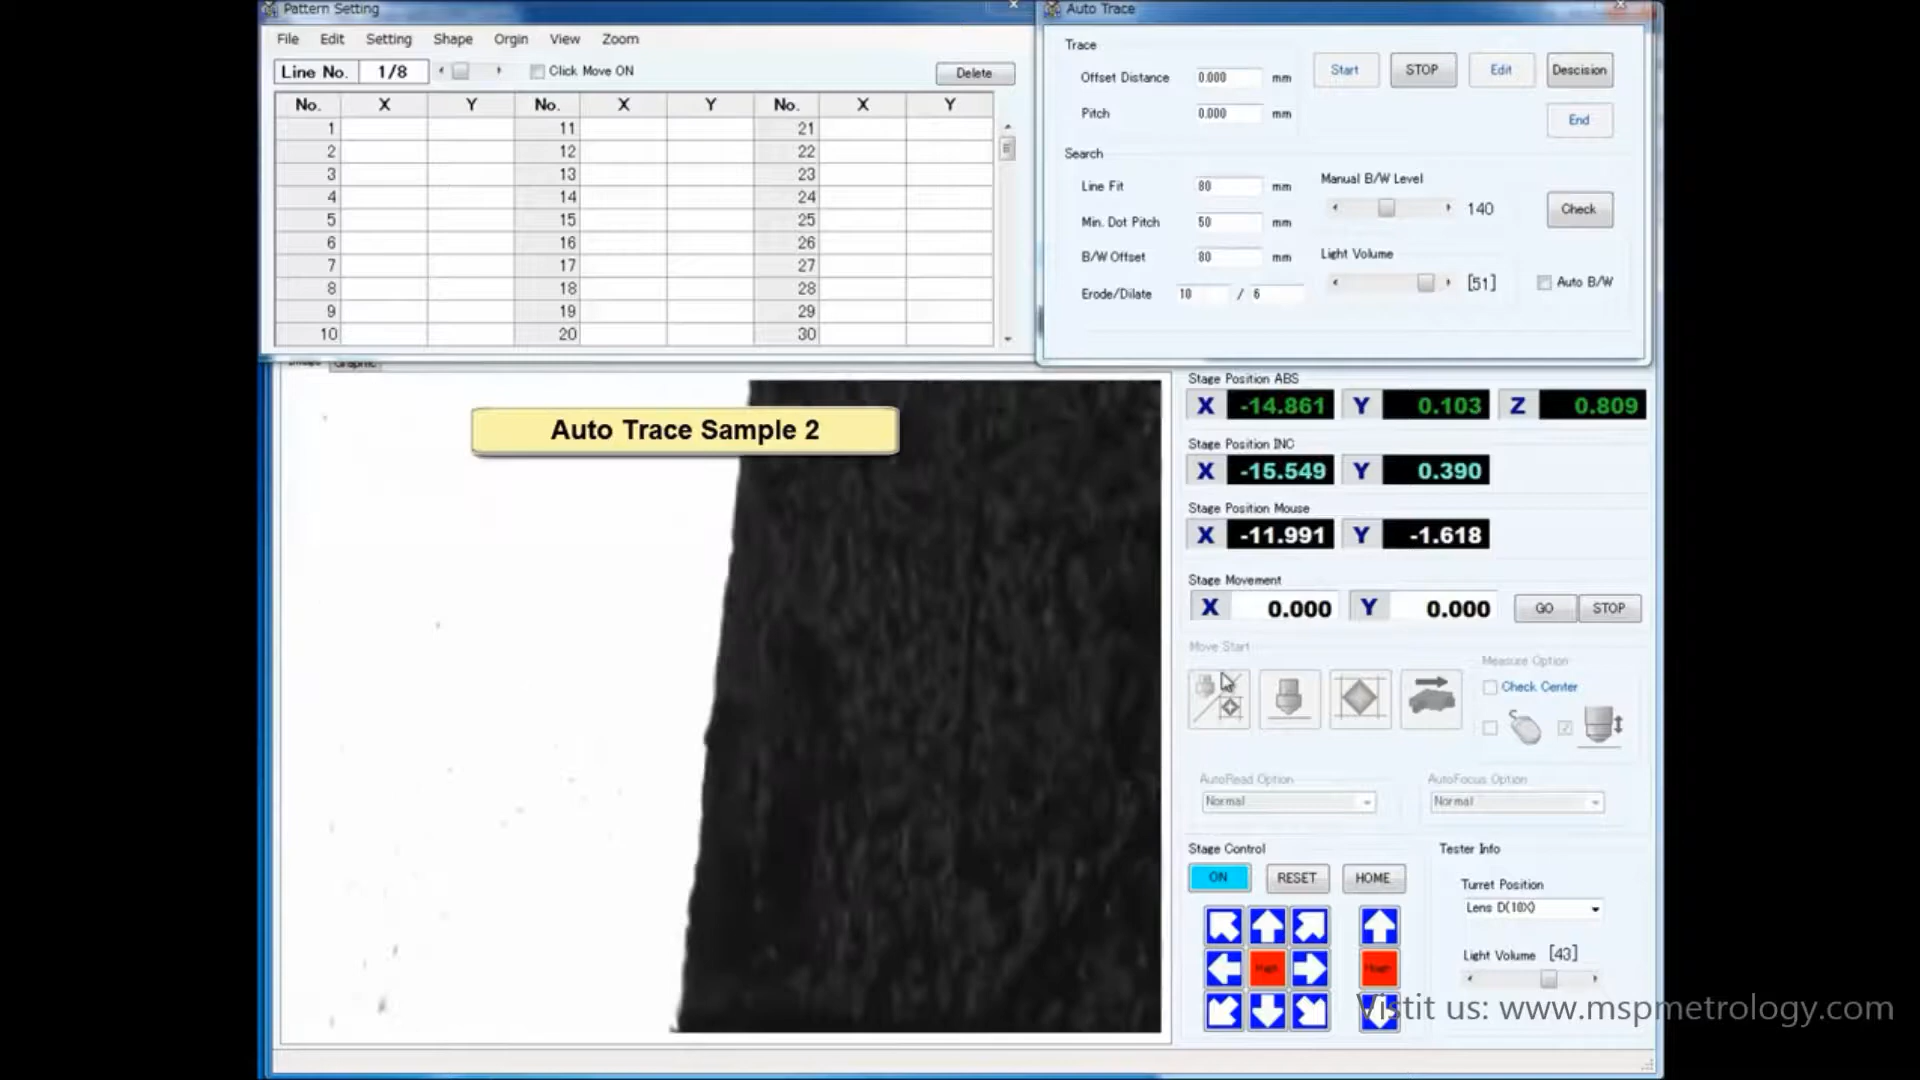 Pattern Setting
File Edit Setting Shape Orgin View Zoom
Line No. 1/8 Click Move ON Delete
No. X Y No. X Y No. X Y
1 11 21
2 12 22
3 13 23
4 14 24
5 15 25
6 16 26
7 17 27
8 18 28
9 19 29
10 20 30
Auto Trace
Trace
Offset Distance 0.000 mm Start STOP Edit Descision
Pitch 0.000 mm End
Search
Line Fit 80 mm Manual B/W Level
Min. Dot Pitch 50 mm 140 Check
B/W Offset 80 mm Light Volume
Erode/Dilate 10 / 6 [51] Auto B/W
Image Graphic
Auto Trace Sample 2
Stage Position ABS
X -14.861 Y 0.103 Z 0.809
Stage Position INC
X -15.549 Y 0.390
Stage Position Mouse
X -11.991 Y -1.618
Stage Movement
X 0.000 Y 0.000 GO STOP
Move Start
Measure Option
Check Center
AutoRead Option AutoFocus Option
Normal Normal
Stage Control Tester Info
ON RESET HOME
Turret Position
Lens D(10X)
Light Volume [43]
Vistit us: www.mspmetrology.com